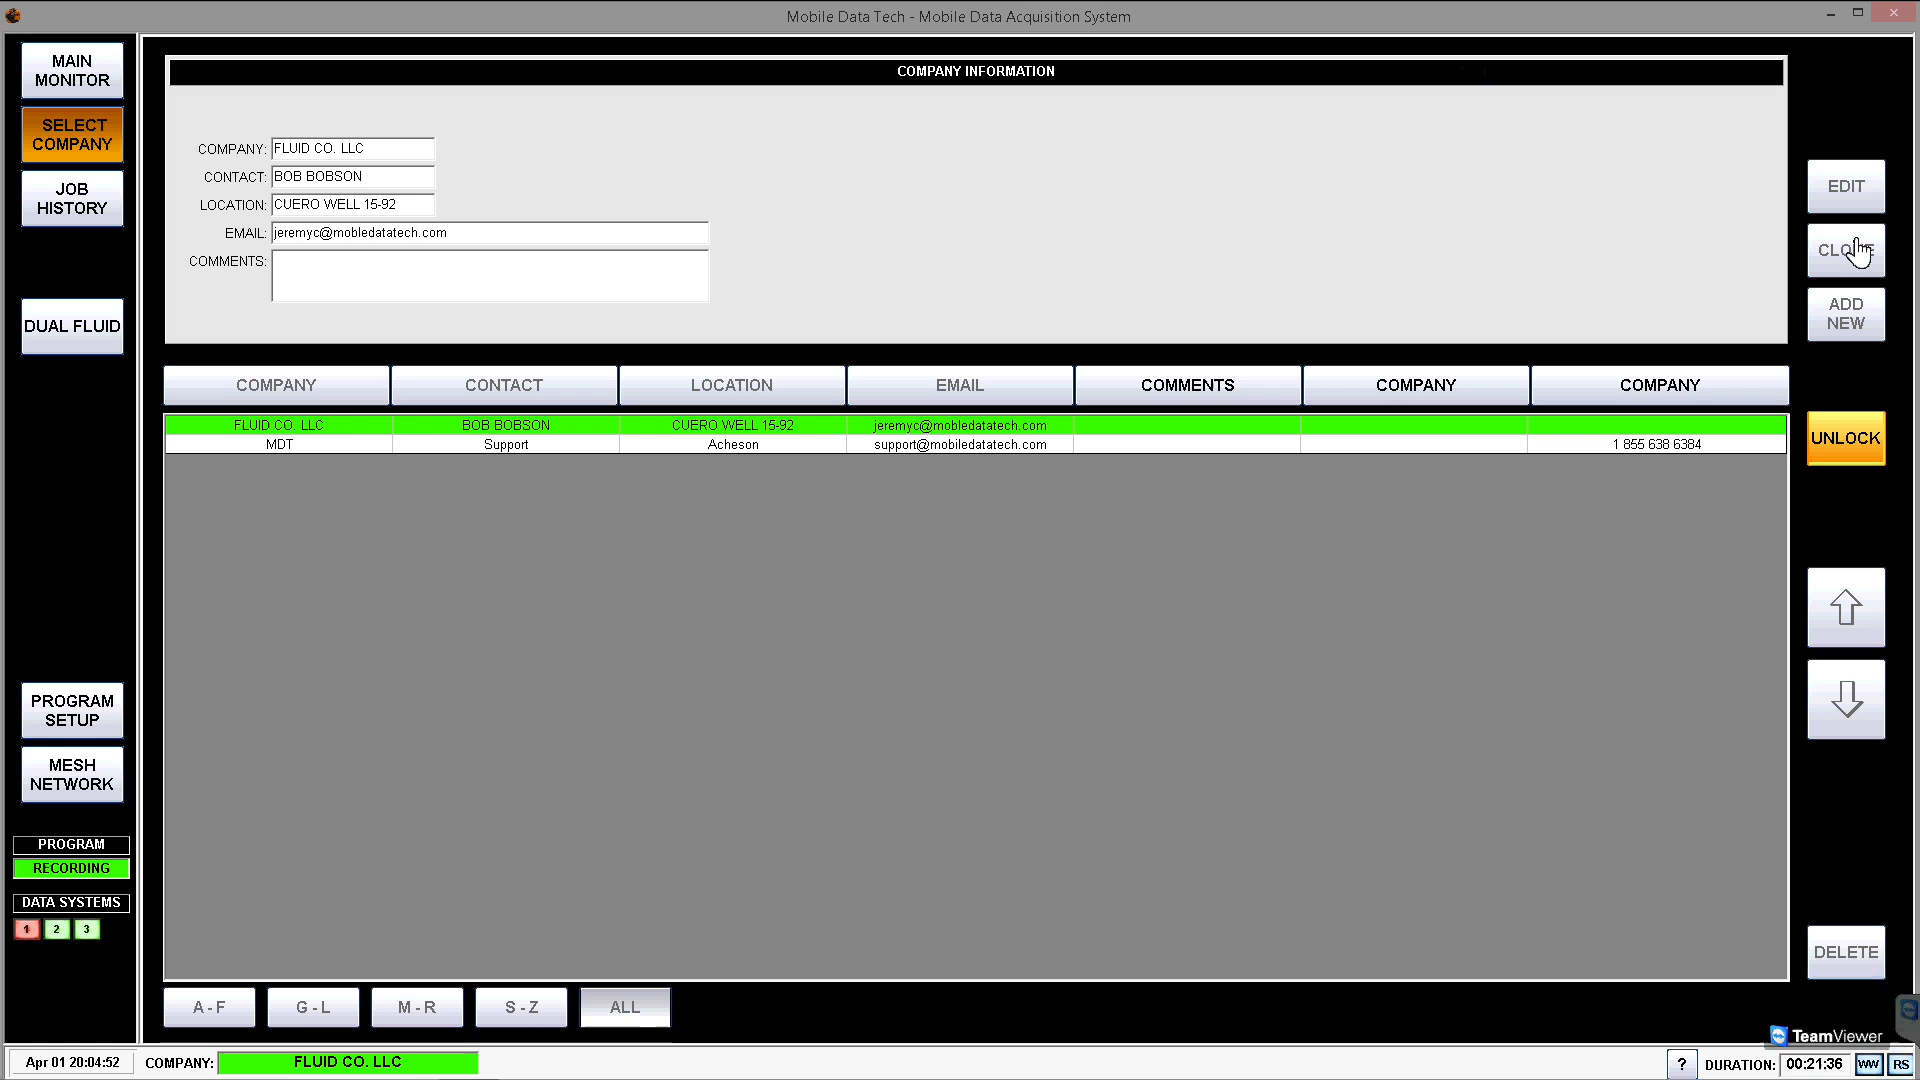 Mobile Data Tech - Mobile Data Acquisition System
MAIN
MONITOR
SELECT
COMPANY
JOB
HISTORY
DUAL FLUID
PROGRAM
SETUP
MESH
NETWORK
PROGRAM
RECORDING
DATA SYSTEMS
1 2 3
COMPANY INFORMATION
COMPANY: FLUID CO. LLC
CONTACT: BOB BOBSON
LOCATION: CUERO WELL 15-92
EMAIL: jeremyc@mobledatatech.com
COMMENTS:
EDIT
ADD
NEW
COMPANY CONTACT LOCATION EMAIL COMMENTS COMPANY COMPANY
FLUID CO. LLC BOB BOBSON CUERO WELL 15-92 jeremyc@mobledatatech.com
MDT Support Acheson support@mobiledatatech.com 1 855 638 6384
UNLOCK
DELETE
A - F G - L M - R S - Z ALL
TeamViewer
Apr 01 20:04:52 COMPANY: FLUID CO. LLC ? DURATION: 00:21:36 WW RS